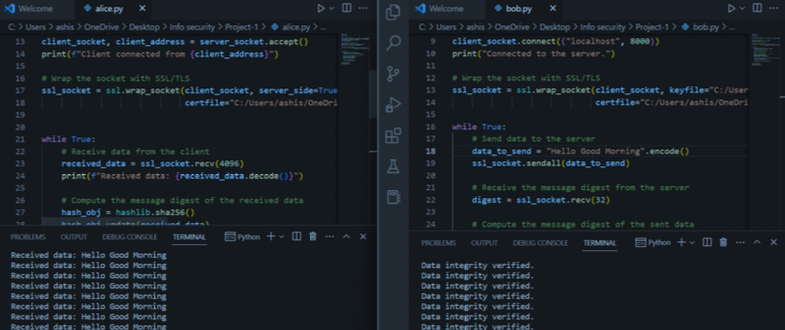 Welcome
alice.py
C: > Users > ashis > OneDrive > Desktop > Info security > Project-1 > alice.py > ...
13 client_socket, client_address = server_socket.accept()
14 print(f"Client connected from {client_address}")
15
16 # Wrap the socket with SSL/TLS
17 ssl_socket = ssl.wrap_socket(client_socket, server_side=True
18 certfile="C:/Users/ashis/OneDri
19
20
21 while True:
22 # Receive data from the client
23 received_data = ssl_socket.recv(4096)
24 print(f"Received data: {received_data.decode()}")
25
26 # Compute the message digest of the received data
27 hash_obj = hashlib.sha256()
28 hash_obj.update(received_data)
PROBLEMS OUTPUT DEBUG CONSOLE TERMINAL Python
Received data: Hello Good Morning
Received data: Hello Good Morning
Received data: Hello Good Morning
Received data: Hello Good Morning
Received data: Hello Good Morning
Received data: Hello Good Morning
Received data: Hello Good Morning
Received data: Hello Good Morning
Welcome
bob.py
C: > Users > ashis > OneDrive > Desktop > Info security > Project-1 > bob.py > ...
9 client_socket.connect(("localhost", 8000))
10 print("Connected to the server.")
11
12 # Wrap the socket with SSL/TLS
13 ssl_socket = ssl.wrap_socket(client_socket, keyfile="C:/Us
14 certfile="C:/Us
15
16 while True:
17 # Send data to the server
18 data_to_send = "Hello Good Morning".encode()
19 ssl_socket.sendall(data_to_send)
20
21 # Receive the message digest from the server
22 digest = ssl_socket.recv(32)
23
24 # Compute the message digest of the sent data
PROBLEMS OUTPUT DEBUG CONSOLE TERMINAL Python
Data integrity verified.
Data integrity verified.
Data integrity verified.
Data integrity verified.
Data integrity verified.
Data integrity verified.
Data integrity verified.